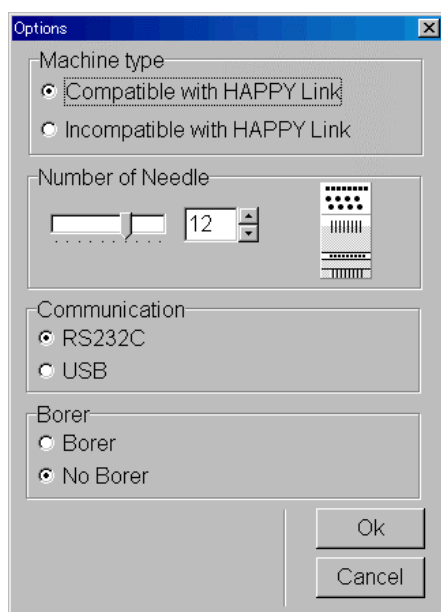 Options
Machine type
Compatible with HAPPY Link
Incompatible with HAPPY Link
Number of Needle
12
Communication
RS232C
USB
Borer
Borer
No Borer
Ok
Cancel